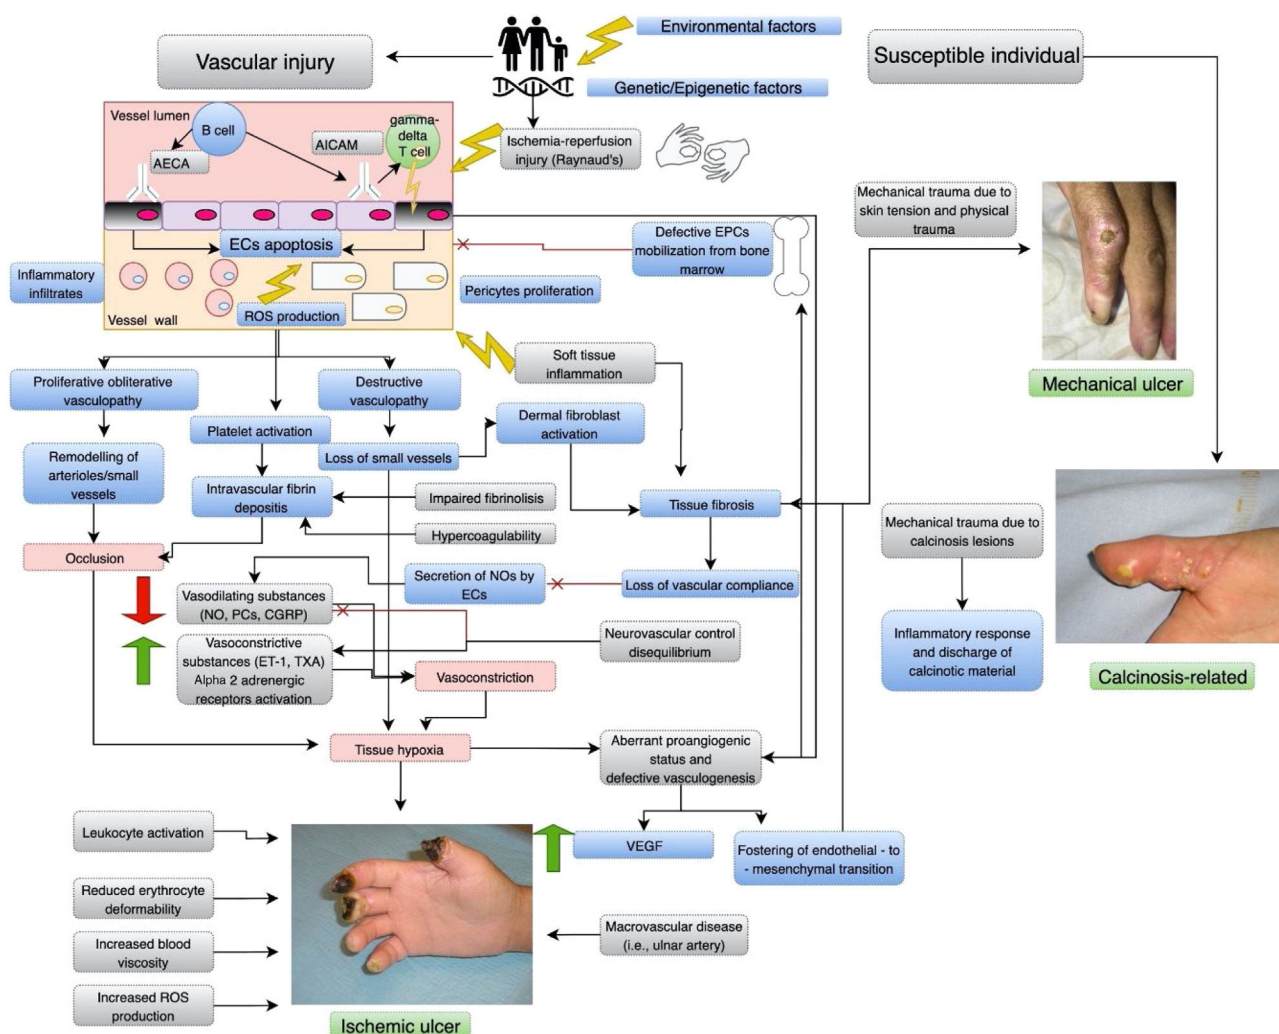 Environmental factors
Vascular injury
Susceptible individual
Genetic/Epigenetic factors
Vessel lumen
B cell
AICAM
gamma-
delta
T cell
AECA
Ischemia-reperfusion
injury (Raynaud's)
Mechanical trauma due to
skin tension and physical
trauma
ECs apoptosis
Defective EPCs
mobilization from bone
marrow
Inflammatory
infiltrates
Pericytes proliferation
ROS production
Vessel wall
Soft tissue
inflammation
Mechanical ulcer
Proliferative obliterative
vasculopathy
Destructive
vasculopathy
Platelet activation
Dermal fibroblast
activation
Remodelling of
arterioles/small
vessels
Loss of small vessels
Intravascular fibrin
depositis
Impaired fibrinolisis
Tissue fibrosis
Hypercoagulability
Mechanical trauma due to
calcinosis lesions
Occlusion
Secretion of NOs by
ECs
Loss of vascular compliance
Vasodilating substances
(NO, PCs, CGRP)
Vasoconstrictive
substances (ET-1, TXA)
Alpha 2 adrenergic
receptors activation
Neurovascular control
disequilibrium
Inflammatory response
and discharge of
calcinotic material
Vasoconstriction
Calcinosis-related
Tissue hypoxia
Aberrant proangiogenic
status and
defective vasculogenesis
Leukocyte activation
VEGF
Fostering of endothelial - to
- mesenchymal transition
Reduced erythrocyte
deformability
Increased blood
viscosity
Macrovascular disease
(i.e., ulnar artery)
Increased ROS
production
Ischemic ulcer